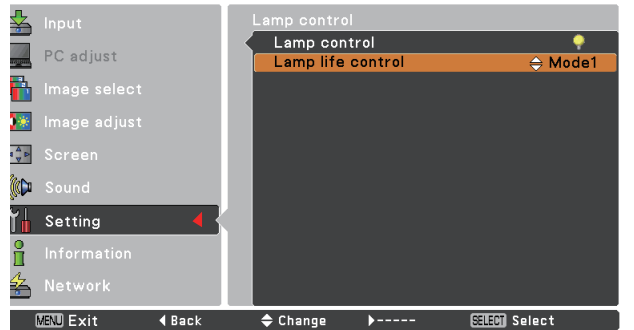 Input
PC adjust
Image select
Image adjust
Screen
Sound
Setting
Information
Network
Lamp control
Lamp control
Lamp life control Mode1
MENU Exit Back Change ----- SELECT Select